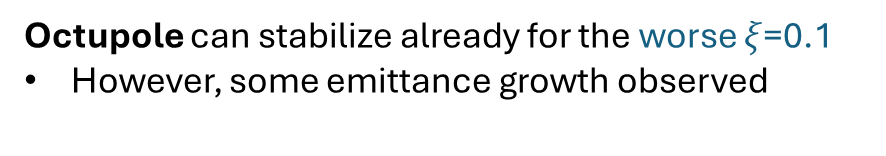 Octupole can stabilize already for the worse ξ=0.1
• However, some emittance growth observed